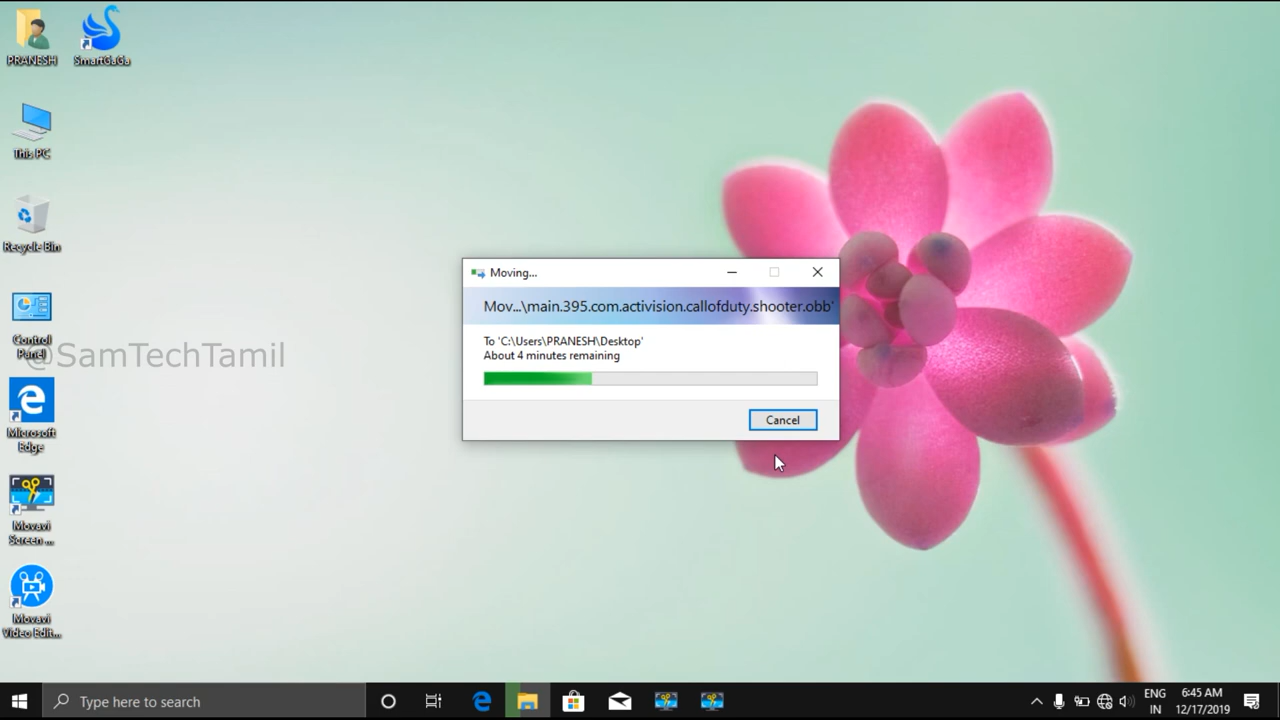 PRANESH
SmartGaGa
This PC
Recycle Bin
Control
Panel
@SamTechTamil
Microsoft
Edge
Movavi
Screen ...
Movavi
Video Edit...
Moving...
Mov...\main.395.com.activision.callofduty.shooter.obb'
To 'C:\Users\PRANESH\Desktop'
About 4 minutes remaining
Cancel
Type here to search
ENG
IN
6:45 AM
12/17/2019